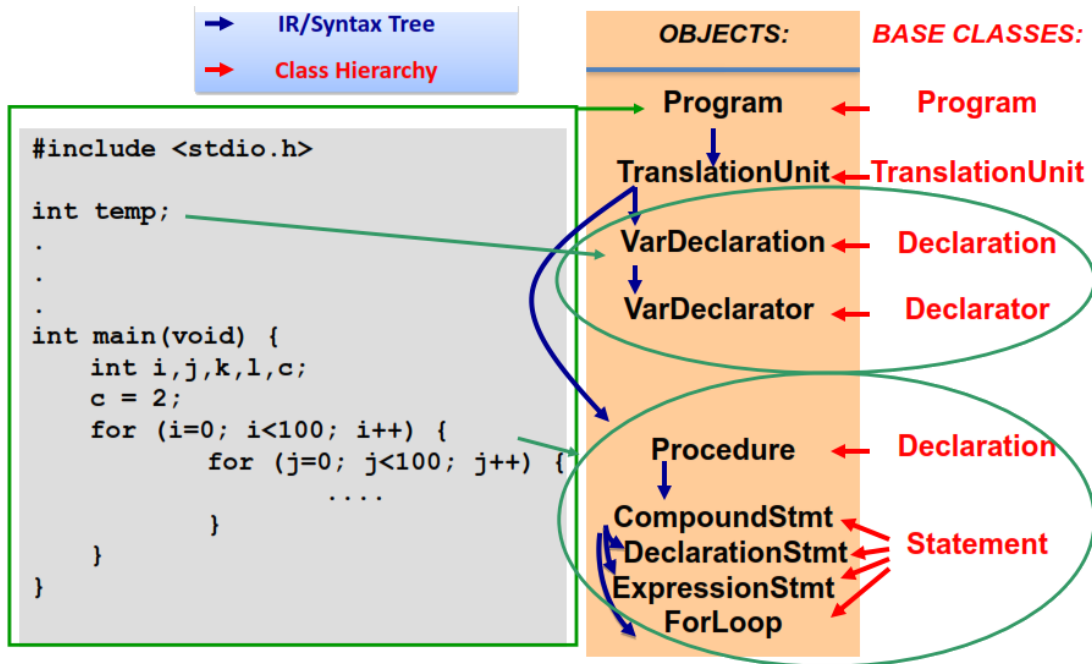 IR/Syntax Tree
Class Hierarchy
#include <stdio.h>
int temp;
.
.
.
int main(void) {
int i,j,k,l,c;
c = 2;
for (i=0; i<100; i++) {
for (j=0; j<100; j++) {
....
}
}
}
OBJECTS: BASE CLASSES:
Program Program
TranslationUnit TranslationUnit
VarDeclaration Declaration
VarDeclarator Declarator
Procedure Declaration
CompoundStmt
DeclarationStmt Statement
ExpressionStmt
ForLoop